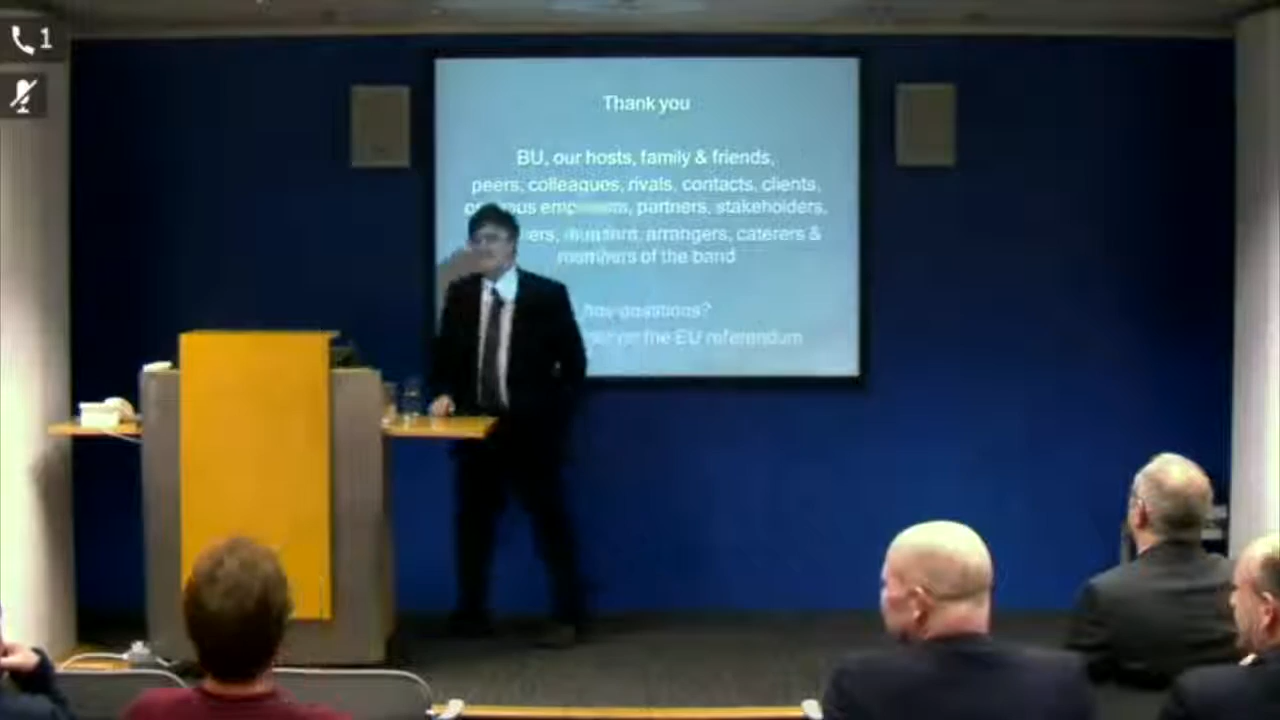 1
Thank you
BU, our hosts, family & friends,
peers, colleagues, rivals, contacts, clients,
partners, stakeholders,
arrangers, caterers &
members of the band
on the EU referendum